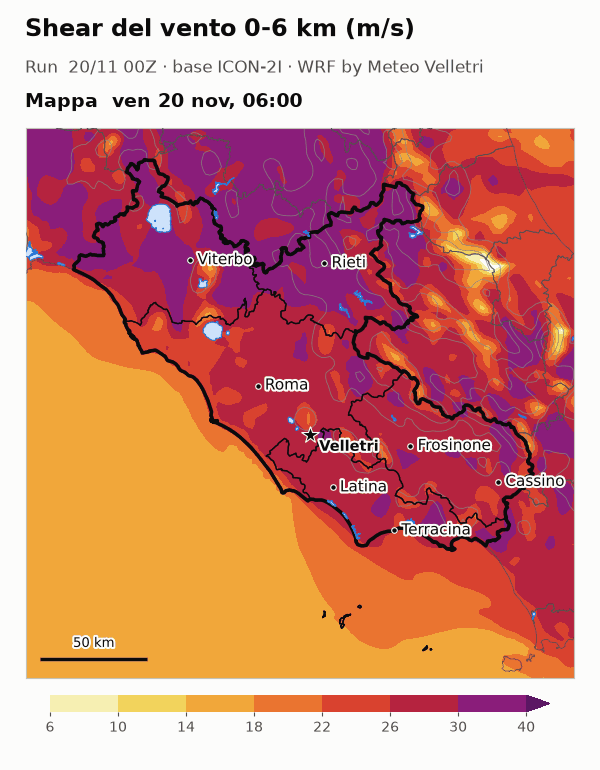 Shear del vento 0-6 km (m/s)
Run  20/11 00Z · base ICON-2I · WRF by Meteo Velletri
Mappa  ven 20 nov, 06:00
Viterbo
Rieti
Roma
Velletri
Frosinone
Cassino
Latina
Terracina
50 km
6 10 14 18 22 26 30 40